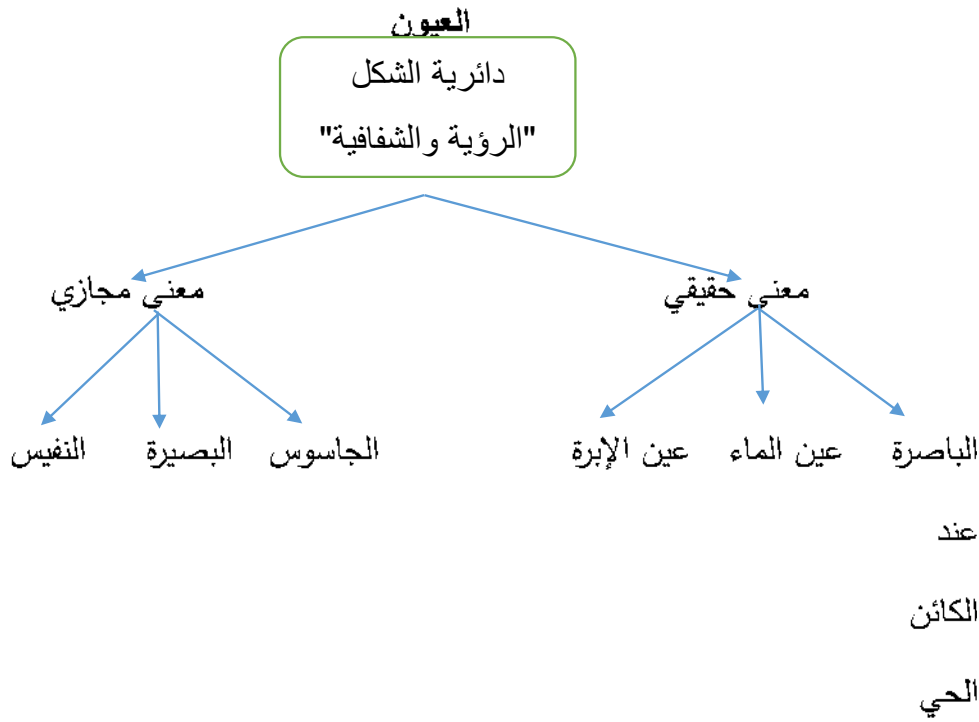 العيون
دائرية الشكل
"الرؤية والشفافية"
معنى حقيقي
معنى مجازي
الباصرة
عين الماء
عين الإبرة
الجاسوس
البصيرة
النفيس
عند
الكائن
الحي